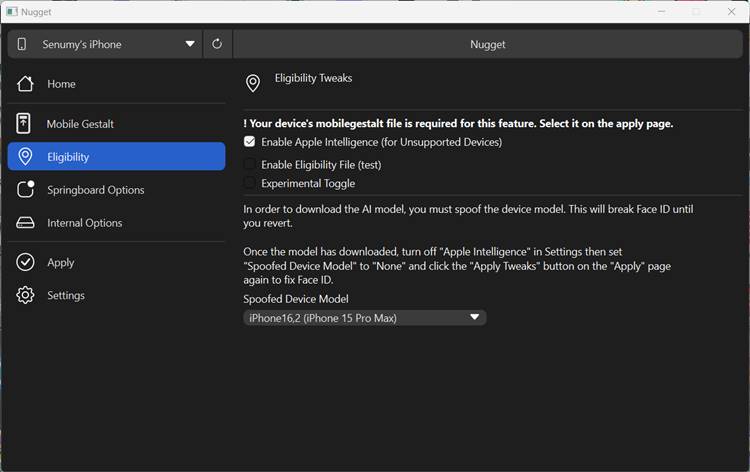 Nugget
Senumy's iPhone
Nugget
Home
Mobile Gestalt
Eligibility
Springboard Options
Internal Options
Apply
Settings
Eligibility Tweaks
! Your device's mobilegestalt file is required for this feature. Select it on the apply page.
Enable Apple Intelligence (for Unsupported Devices)
Enable Eligibility File (test)
Experimental Toggle
In order to download the AI model, you must spoof the device model. This will break Face ID until
you revert.
Once the model has downloaded, turn off "Apple Intelligence" in Settings then set
"Spoofed Device Model" to "None" and click the "Apply Tweaks" button on the "Apply" page
again to fix Face ID.
Spoofed Device Model
iPhone16,2 (iPhone 15 Pro Max)